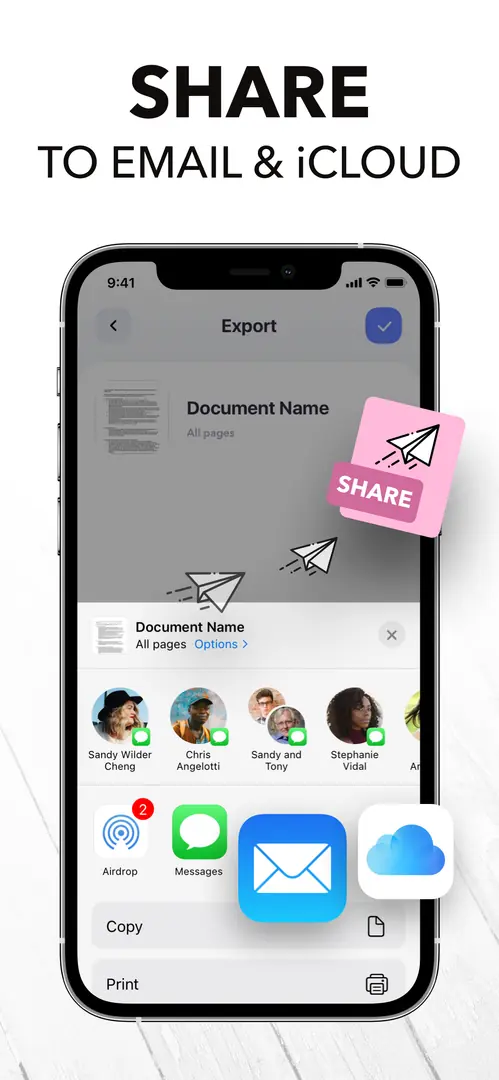 SHARE
TO EMAIL & iCLOUD
9:41
Export
Document Name
All pages
SHARE
Document Name
All pages Options >
Sandy Wilder
Cheng
Chris
Angelotti
Sandy and
Tony
Stephanie
Vidal
2
Airdrop
Messages
Copy
Print